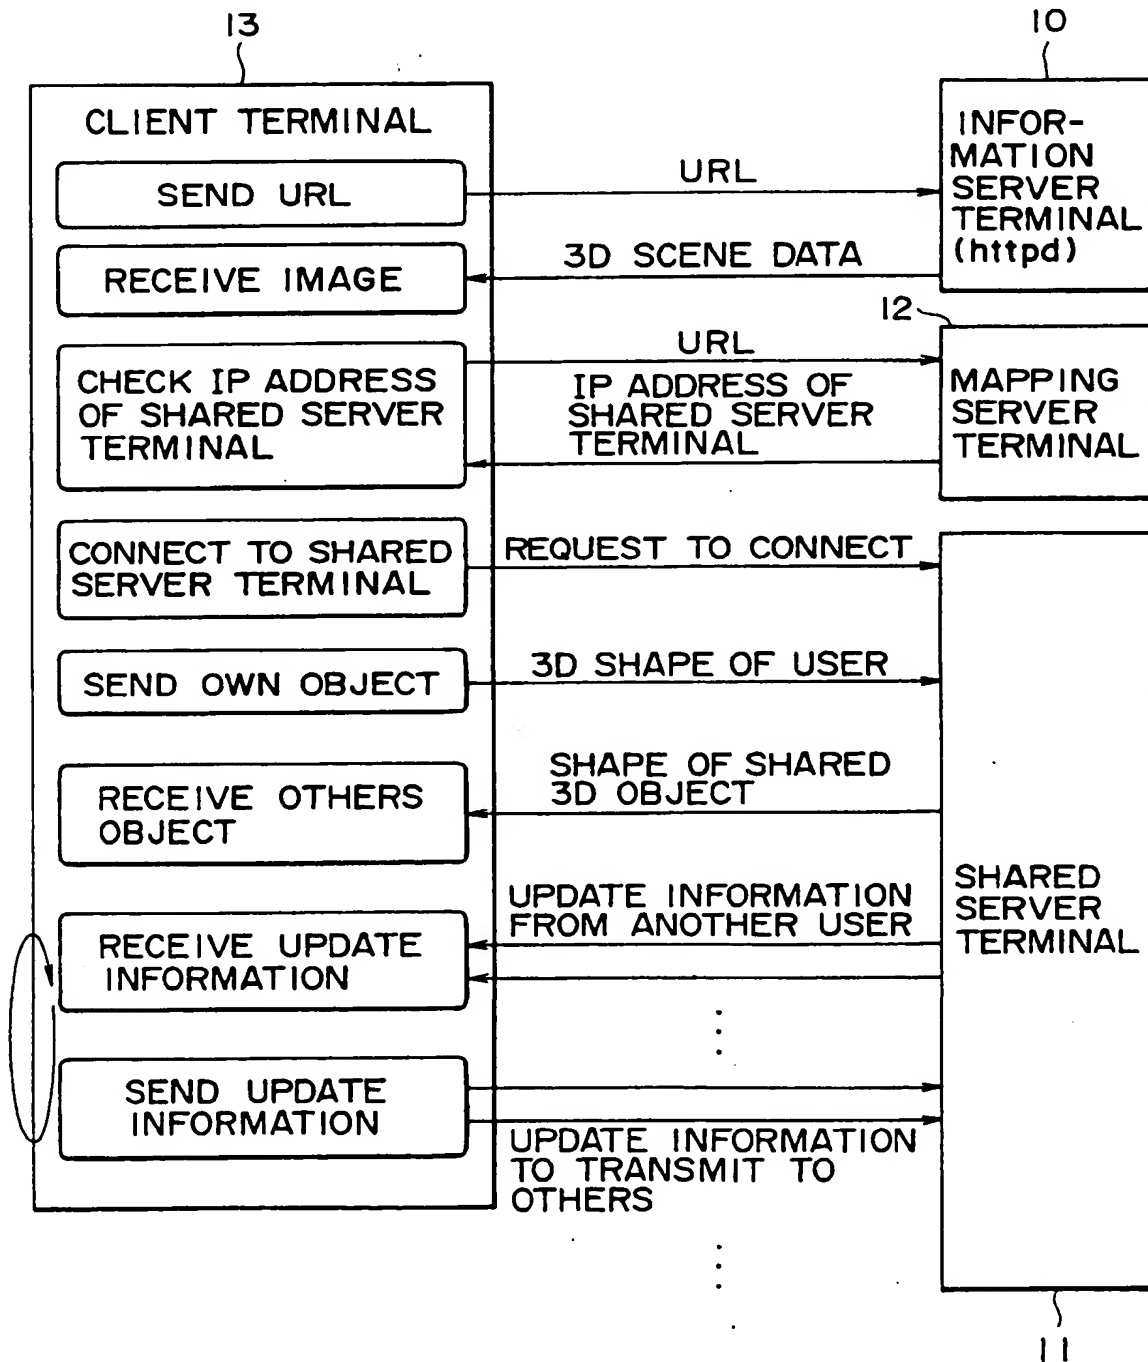 13
10
CLIENT TERMINAL
INFOR-
MATION
SERVER
TERMINAL
(httpd)
SEND URL
URL
RECEIVE IMAGE
3D SCENE DATA
12
CHECK IP ADDRESS
OF SHARED SERVER
TERMINAL
URL
IP ADDRESS OF
SHARED SERVER
TERMINAL
MAPPING
SERVER
TERMINAL
CONNECT TO SHARED
SERVER TERMINAL
REQUEST TO CONNECT
SEND OWN OBJECT
3D SHAPE OF USER
RECEIVE OTHERS
OBJECT
SHAPE OF SHARED
3D OBJECT
SHARED
SERVER
TERMINAL
RECEIVE UPDATE
INFORMATION
UPDATE INFORMATION
FROM ANOTHER USER
SEND UPDATE
INFORMATION
UPDATE INFORMATION
TO TRANSMIT TO
OTHERS
11